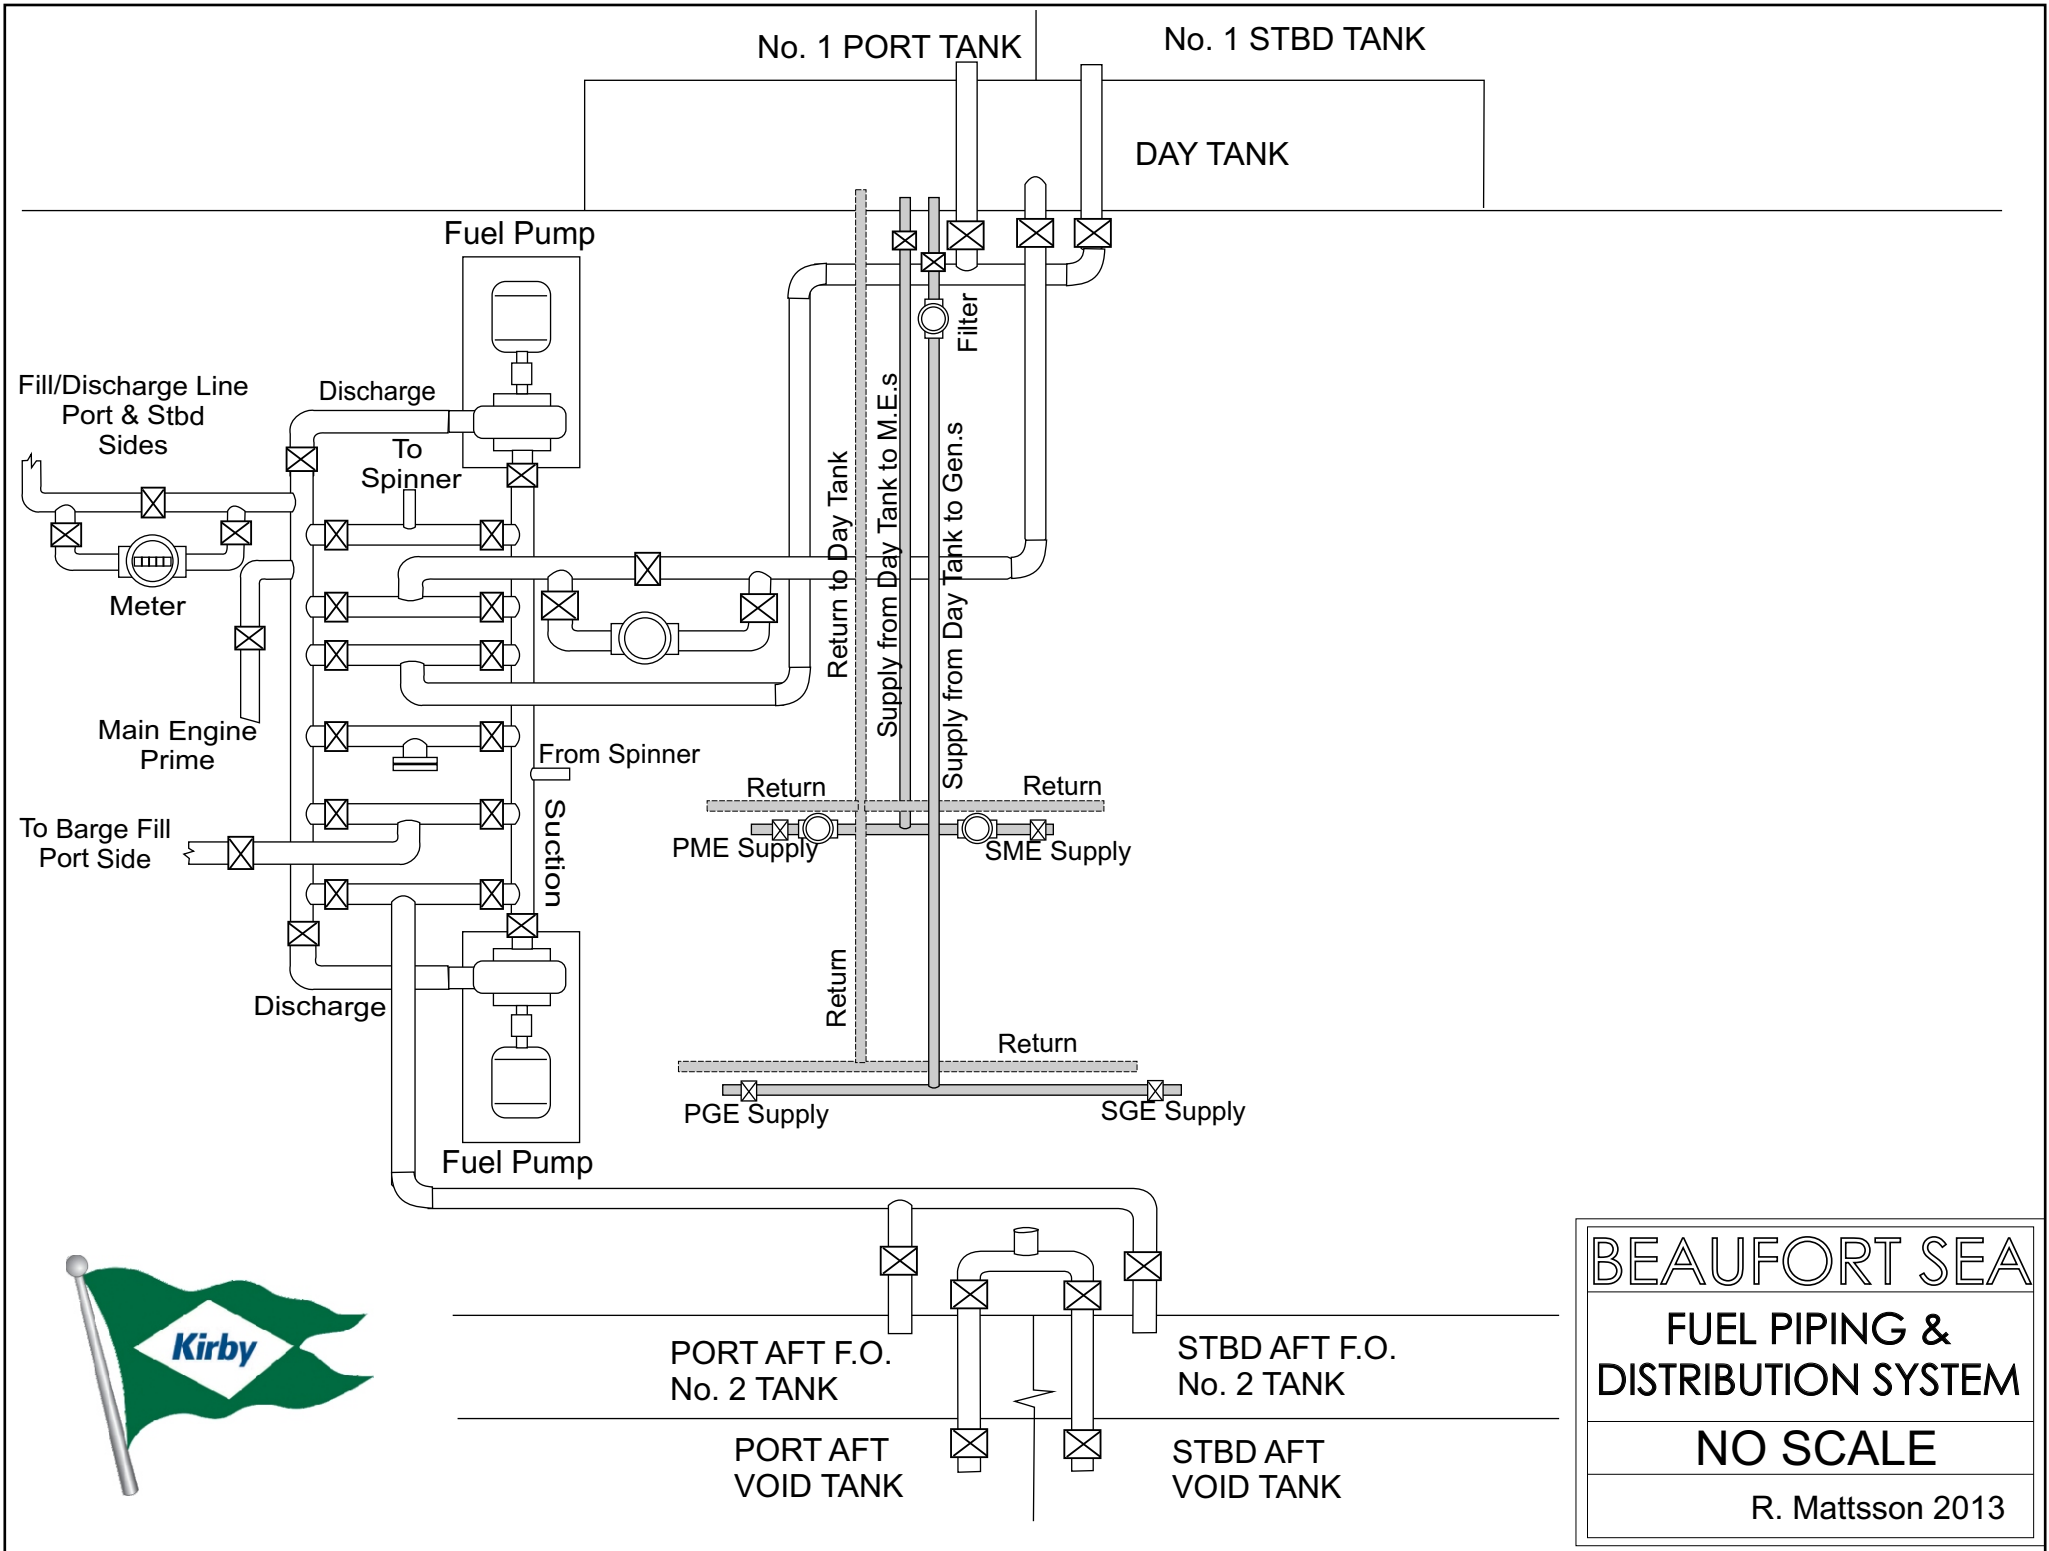 No. 1 PORT TANK
No. 1 STBD TANK
DAY TANK
Fuel Pump
Filter
Fill/Discharge Line
Port & Stbd
Sides
Discharge
To
Spinner
Return to Day Tank
Supply from Day Tank to M.E.s
Supply from Day Tank to Gen.s
Meter
Main Engine
Prime
From Spinner
Suction
Return
Return
To Barge Fill
Port Side
PME Supply
SME Supply
Return
Discharge
Return
PGE Supply
SGE Supply
Fuel Pump
Kirby
PORT AFT F.O.
No. 2 TANK
STBD AFT F.O.
No. 2 TANK
PORT AFT
VOID TANK
STBD AFT
VOID TANK
BEAUFORT SEA
FUEL PIPING &
DISTRIBUTION SYSTEM
NO SCALE
R. Mattsson 2013